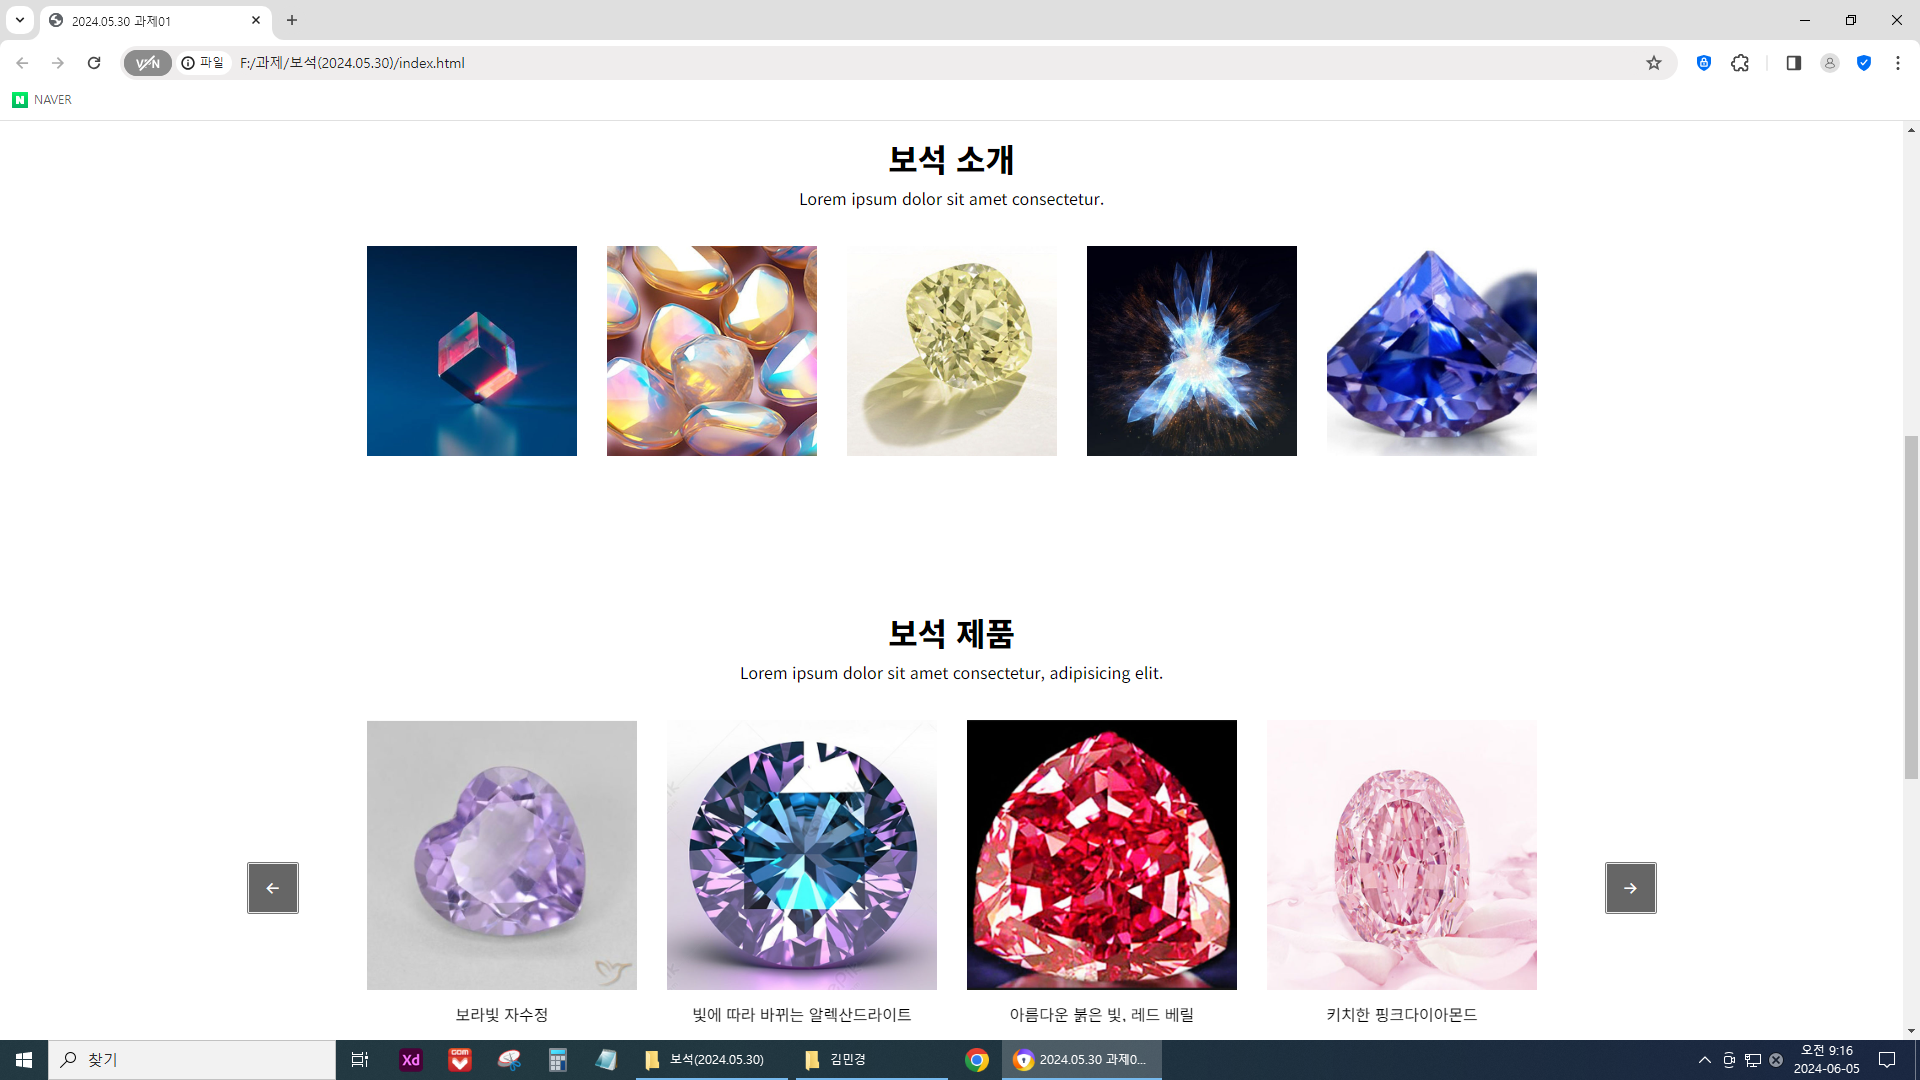 2024.05.30 과제01
VPN
파일
F:/과제/보석(2024.05.30)/index.html
NAVER
보석 소개
Lorem ipsum dolor sit amet consectetur.
보석 제품
Lorem ipsum dolor sit amet consectetur, adipisicing elit.
보라빛 자수정
빛에 따라 바뀌는 알렉산드라이트
아름다운 붉은 빛, 레드 베릴
키치한 핑크다이아몬드
찾기
Xd
GOM
보석(2024.05.30)
김민경
2024.05.30 과제0...
오전 9:16
2024-06-05